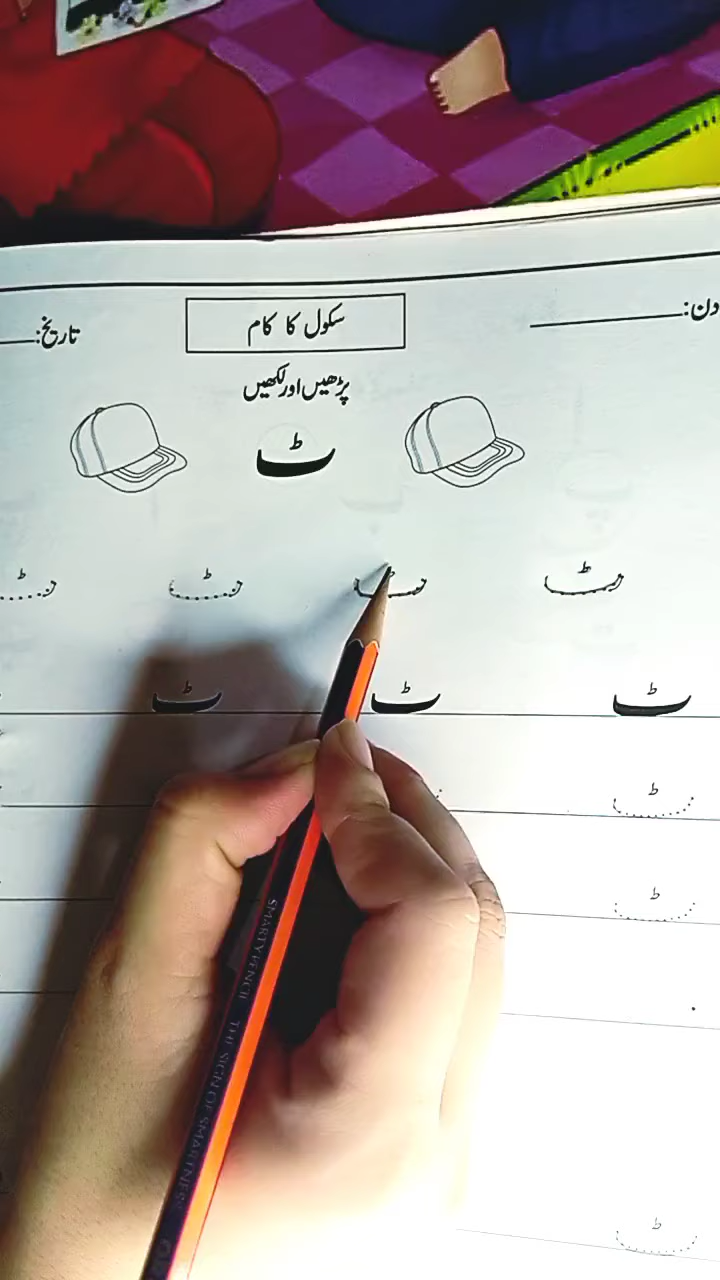 دن: تاریخ:
سکول کا کام
پڑھیں اور لکھیں
ٹ
ٹ ٹ ٹ ٹ
ٹ ٹ ٹ
ٹ
ٹ
ٹ
SMARTY PENCIL THE SIGN OF SMARTNESS